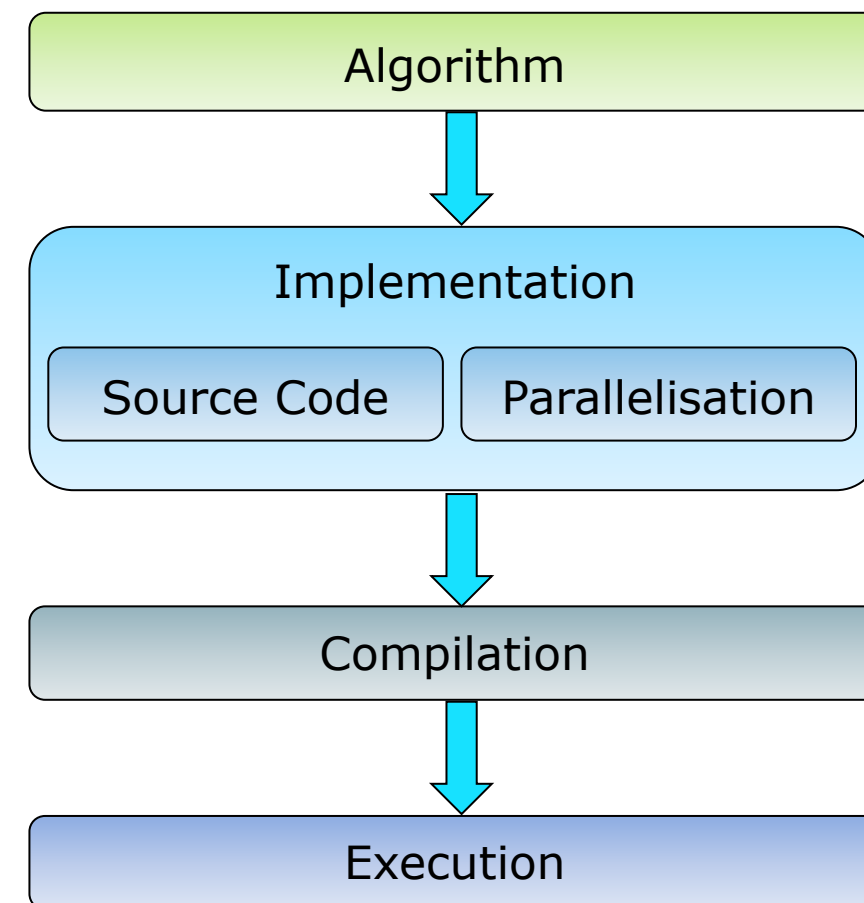 Algorithm
Implementation
Source Code
Parallelisation
Compilation
Execution